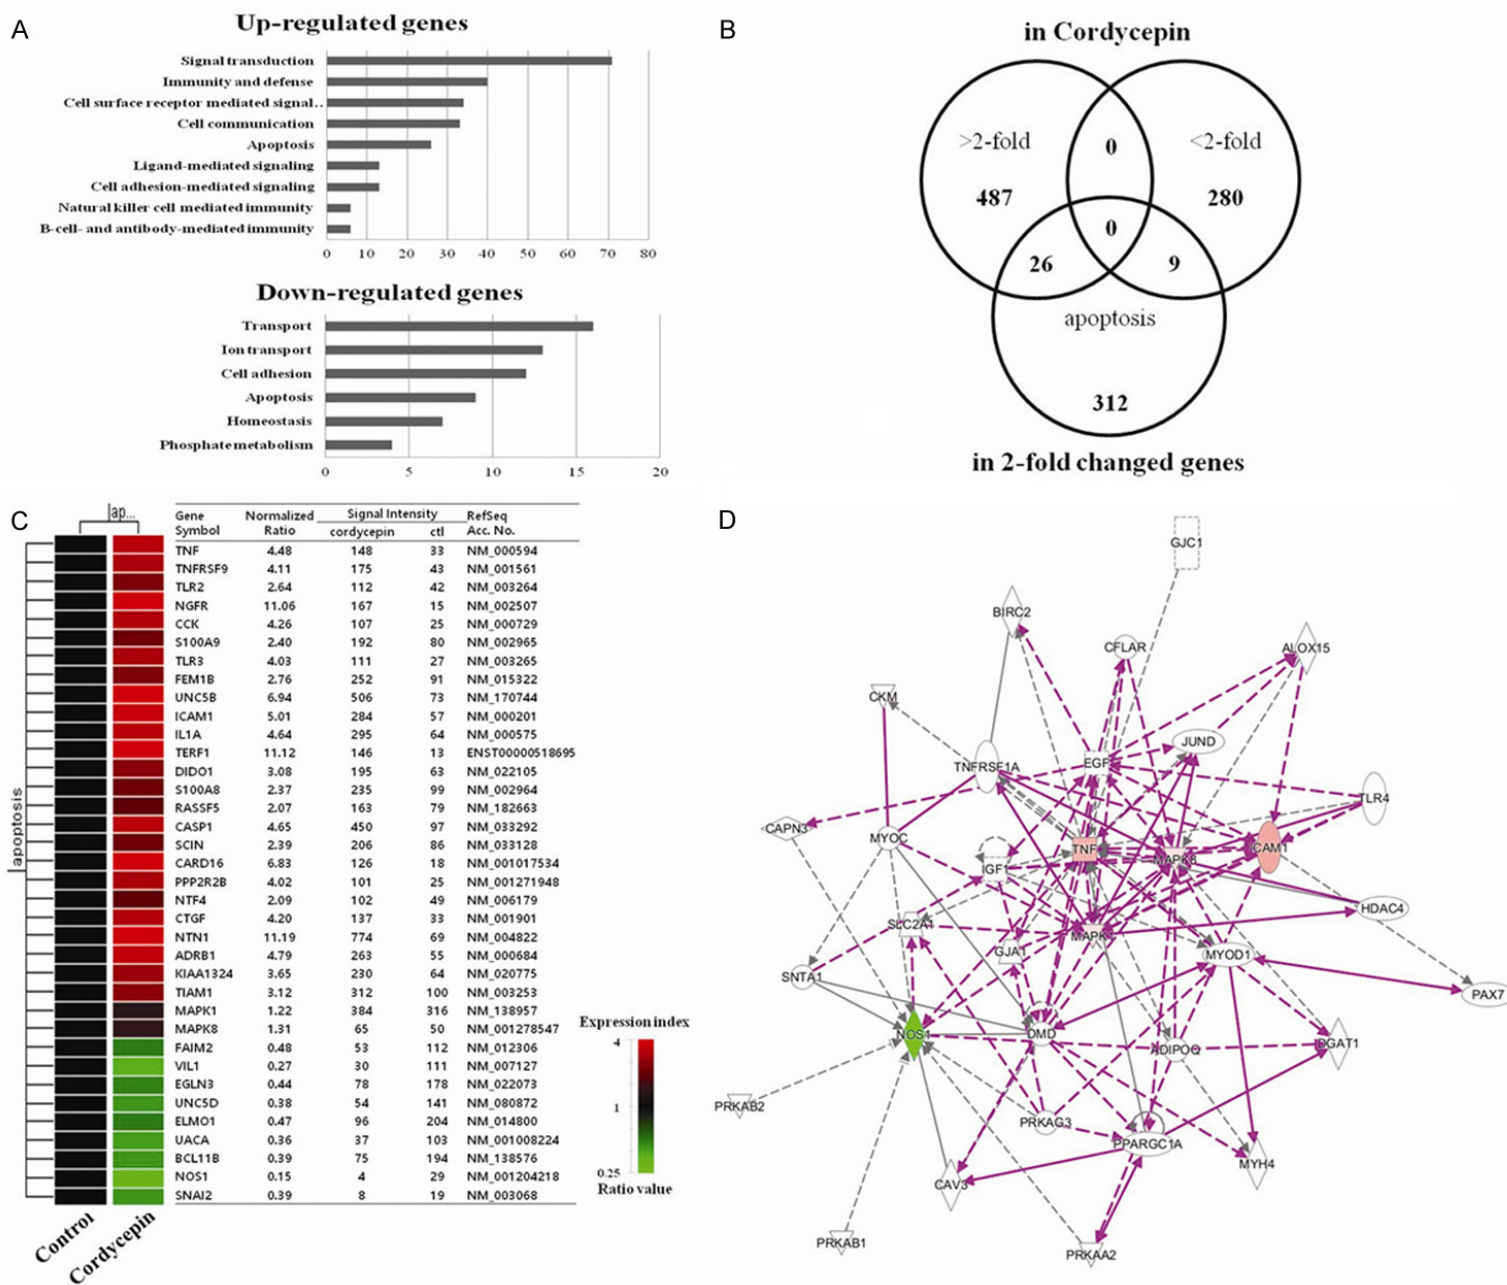 A
Up-regulated genes
Signal transduction
Immunity and defense
Cell surface receptor mediated signal..
Cell communication
Apoptosis
Ligand-mediated signaling
Cell adhesion-mediated signaling
Natural killer cell mediated immunity
B-cell- and antibody-mediated immunity
0 10 20 30 40 50 60 70 80
Down-regulated genes
Transport
Ion transport
Cell adhesion
Apoptosis
Homeostasis
Phosphate metabolism
0 5 10 15 20
B
in Cordycepin
>2-fold 0 <2-fold
487 280
0
26 9
apoptosis
312
in 2-fold changed genes
C
ap...
Gene Normalized Signal Intensity RefSeq
Symbol Ratio cordycepin ctl Acc. No.
TNF 4.48 148 33 NM_000594
TNFRSF9 4.11 175 43 NM_001561
TLR2 2.64 112 42 NM_003264
NGFR 11.06 167 15 NM_002507
CCK 4.26 107 25 NM_000729
S100A9 2.40 192 80 NM_002965
TLR3 4.03 111 27 NM_003265
FEM1B 2.76 252 91 NM_015322
UNC5B 6.94 506 73 NM_170744
ICAM1 5.01 284 57 NM_000201
IL1A 4.64 295 64 NM_000575
TERF1 11.12 146 13 ENST00000518695
DIDO1 3.08 195 63 NM_022105
S100A8 2.37 235 99 NM_002964
RASSF5 2.07 163 79 NM_182663
CASP1 4.65 450 97 NM_033292
SCIN 2.39 206 86 NM_033128
CARD16 6.83 126 18 NM_001017534
PPP2R2B 4.02 101 25 NM_001271948
NTF4 2.09 102 49 NM_006179
CTGF 4.20 137 33 NM_001901
NTN1 11.19 774 69 NM_004822
ADRB1 4.79 263 55 NM_000684
KIAA1324 3.65 230 64 NM_020775
TIAM1 3.12 312 100 NM_003253
MAPK1 1.22 384 316 NM_138957
MAPK8 1.31 65 50 NM_001278547
FAIM2 0.48 53 112 NM_012306
VIL1 0.27 30 111 NM_007127
EGLN3 0.44 78 178 NM_022073
UNC5D 0.38 54 141 NM_080872
ELMO1 0.47 96 204 NM_014800
UACA 0.36 37 103 NM_001008224
BCL11B 0.39 75 194 NM_138576
NOS1 0.15 4 29 NM_001204218
SNAI2 0.39 8 19 NM_003068
apoptosis
Control
Cordycepin
Expression index
4
1
0.25
Ratio value
D
GJC1
BIRC2
CFLAR
ALOX15
CKM
JUND
TNFRSF1A
EGF
TLR4
CAPN3
MYOC
TNF
MAPK8
ICAM1
IGF1
HDAC4
SLC2A1
MAPK1
GJA1
MYOD1
SNTA1
PAX7
NOS1
DMD
ADIPOQ
DGAT1
PRKAB2
PRKAG3
PPARGC1A
MYH4
CAV3
PRKAB1
PRKAA2